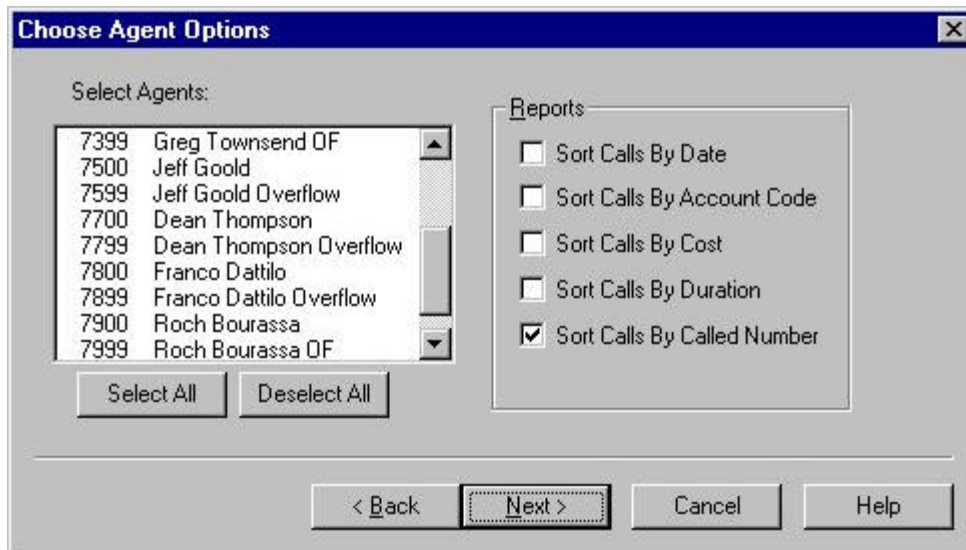 Choose Agent Options
Select Agents:
7399 Greg Townsend OF
7500 Jeff Goold
7599 Jeff Goold Overflow
7700 Dean Thompson
7799 Dean Thompson Overflow
7800 Franco Dattilo
7899 Franco Dattilo Overflow
7900 Roch Bourassa
7999 Roch Bourassa OF
Select All
Deselect All
Reports
Sort Calls By Date
Sort Calls By Account Code
Sort Calls By Cost
Sort Calls By Duration
Sort Calls By Called Number
< Back
Next >
Cancel
Help